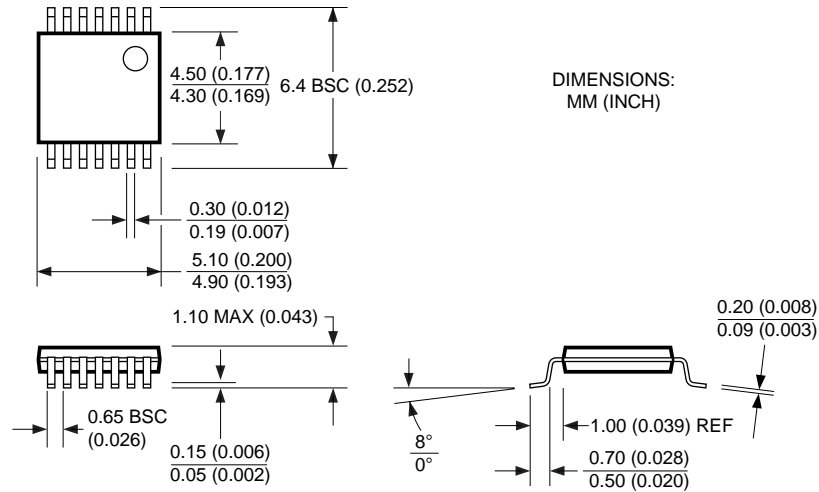 4.50 (0.177)
4.30 (0.169)
6.4 BSC (0.252)
DIMENSIONS:
MM (INCH)
0.30 (0.012)
0.19 (0.007)
5.10 (0.200)
4.90 (0.193)
1.10 MAX (0.043)
0.20 (0.008)
0.09 (0.003)
0.65 BSC
(0.026)
0.15 (0.006)
0.05 (0.002)
8°
0°
1.00 (0.039) REF
0.70 (0.028)
0.50 (0.020)